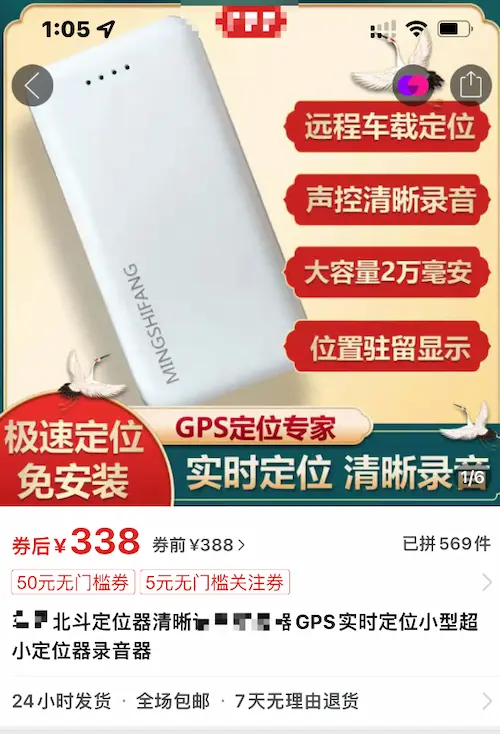 1:05
远程车载定位
声控清晰录音
大容量2万毫安
位置驻留显示
MINGSHIFANG
极速定位
免安装
GPS定位专家
实时定位 清晰录音
1/6
券后¥338 券前¥388> 已拼569件
50元无门槛券 5元无门槛关注券
北斗定位器清晰 GPS实时定位小型超
小定位器录音器
24小时发货 · 全场包邮 · 7天无理由退货